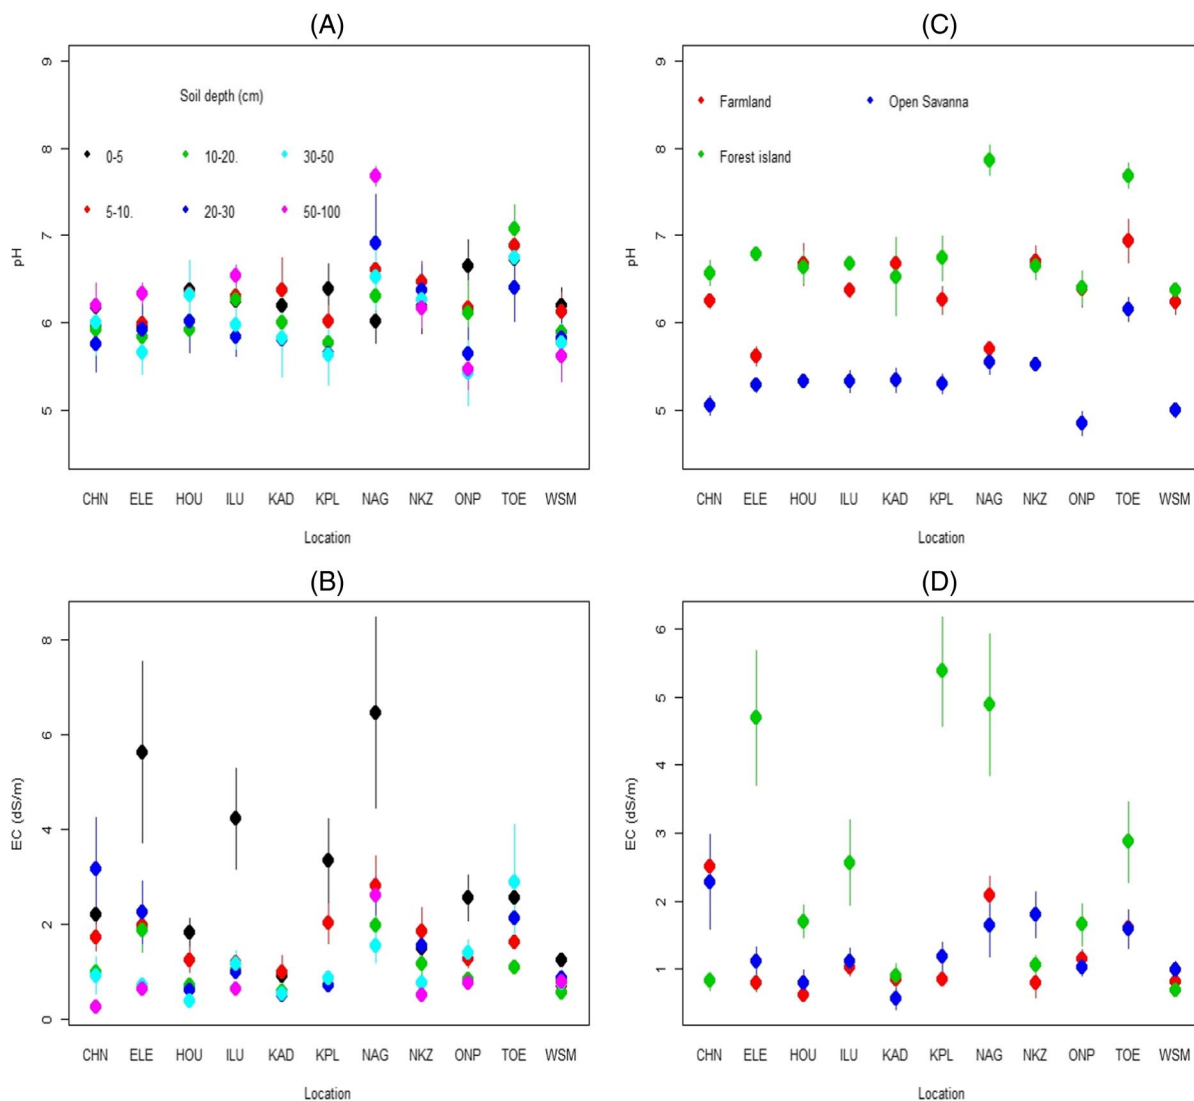 (A)
9
8
7
6
5
pH
Soil depth (cm)
0-5
10-20.
30-50
5-10.
20-30
50-100
CHN ELE HOU ILU KAD KPL NAG NKZ ONP TOE WSM
Location
(C)
9
8
7
6
5
pH
Farmland
Open Savanna
Forest island
CHN ELE HOU ILU KAD KPL NAG NKZ ONP TOE WSM
Location
(B)
8
6
4
2
0
EC (dS/m)
CHN ELE HOU ILU KAD KPL NAG NKZ ONP TOE WSM
Location
(D)
6
5
4
3
2
1
EC (dS/m)
CHN ELE HOU ILU KAD KPL NAG NKZ ONP TOE WSM
Location